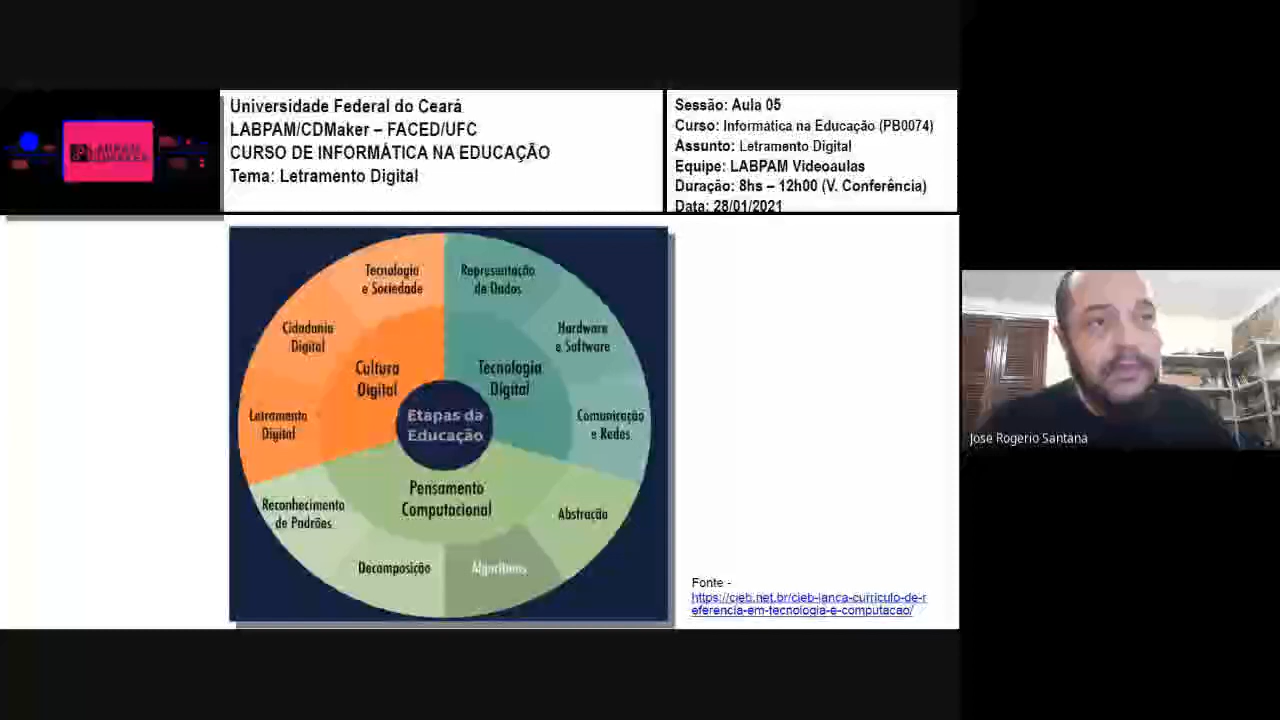 Universidade Federal do Ceará
LABPAM/CDMaker – FACED/UFC
CURSO DE INFORMÁTICA NA EDUCAÇÃO
Tema: Letramento Digital
Sessão: Aula 05
Curso: Informática na Educação (PB0074)
Assunto: Letramento Digital
Equipe: LABPAM Videoaulas
Duração: 8hs – 12h00 (V. Conferência)
Data: 28/01/2021
Tecnologia
e Sociedade
Representação
de Dados
Cidadania
Digital
Hardware
e Software
Cultura
Digital
Tecnologia
Digital
Letramento
Digital
Etapas da
Educação
Comunicação
e Redes
Pensamento
Computacional
Reconhecimento
de Padrões
Abstração
Decomposição
Algoritmos
Fonte -
https://cieb.net.br/cieb-lanca-curriculo-de-r
eferencia-em-tecnologia-e-computacao/
Jose Rogerio Santana